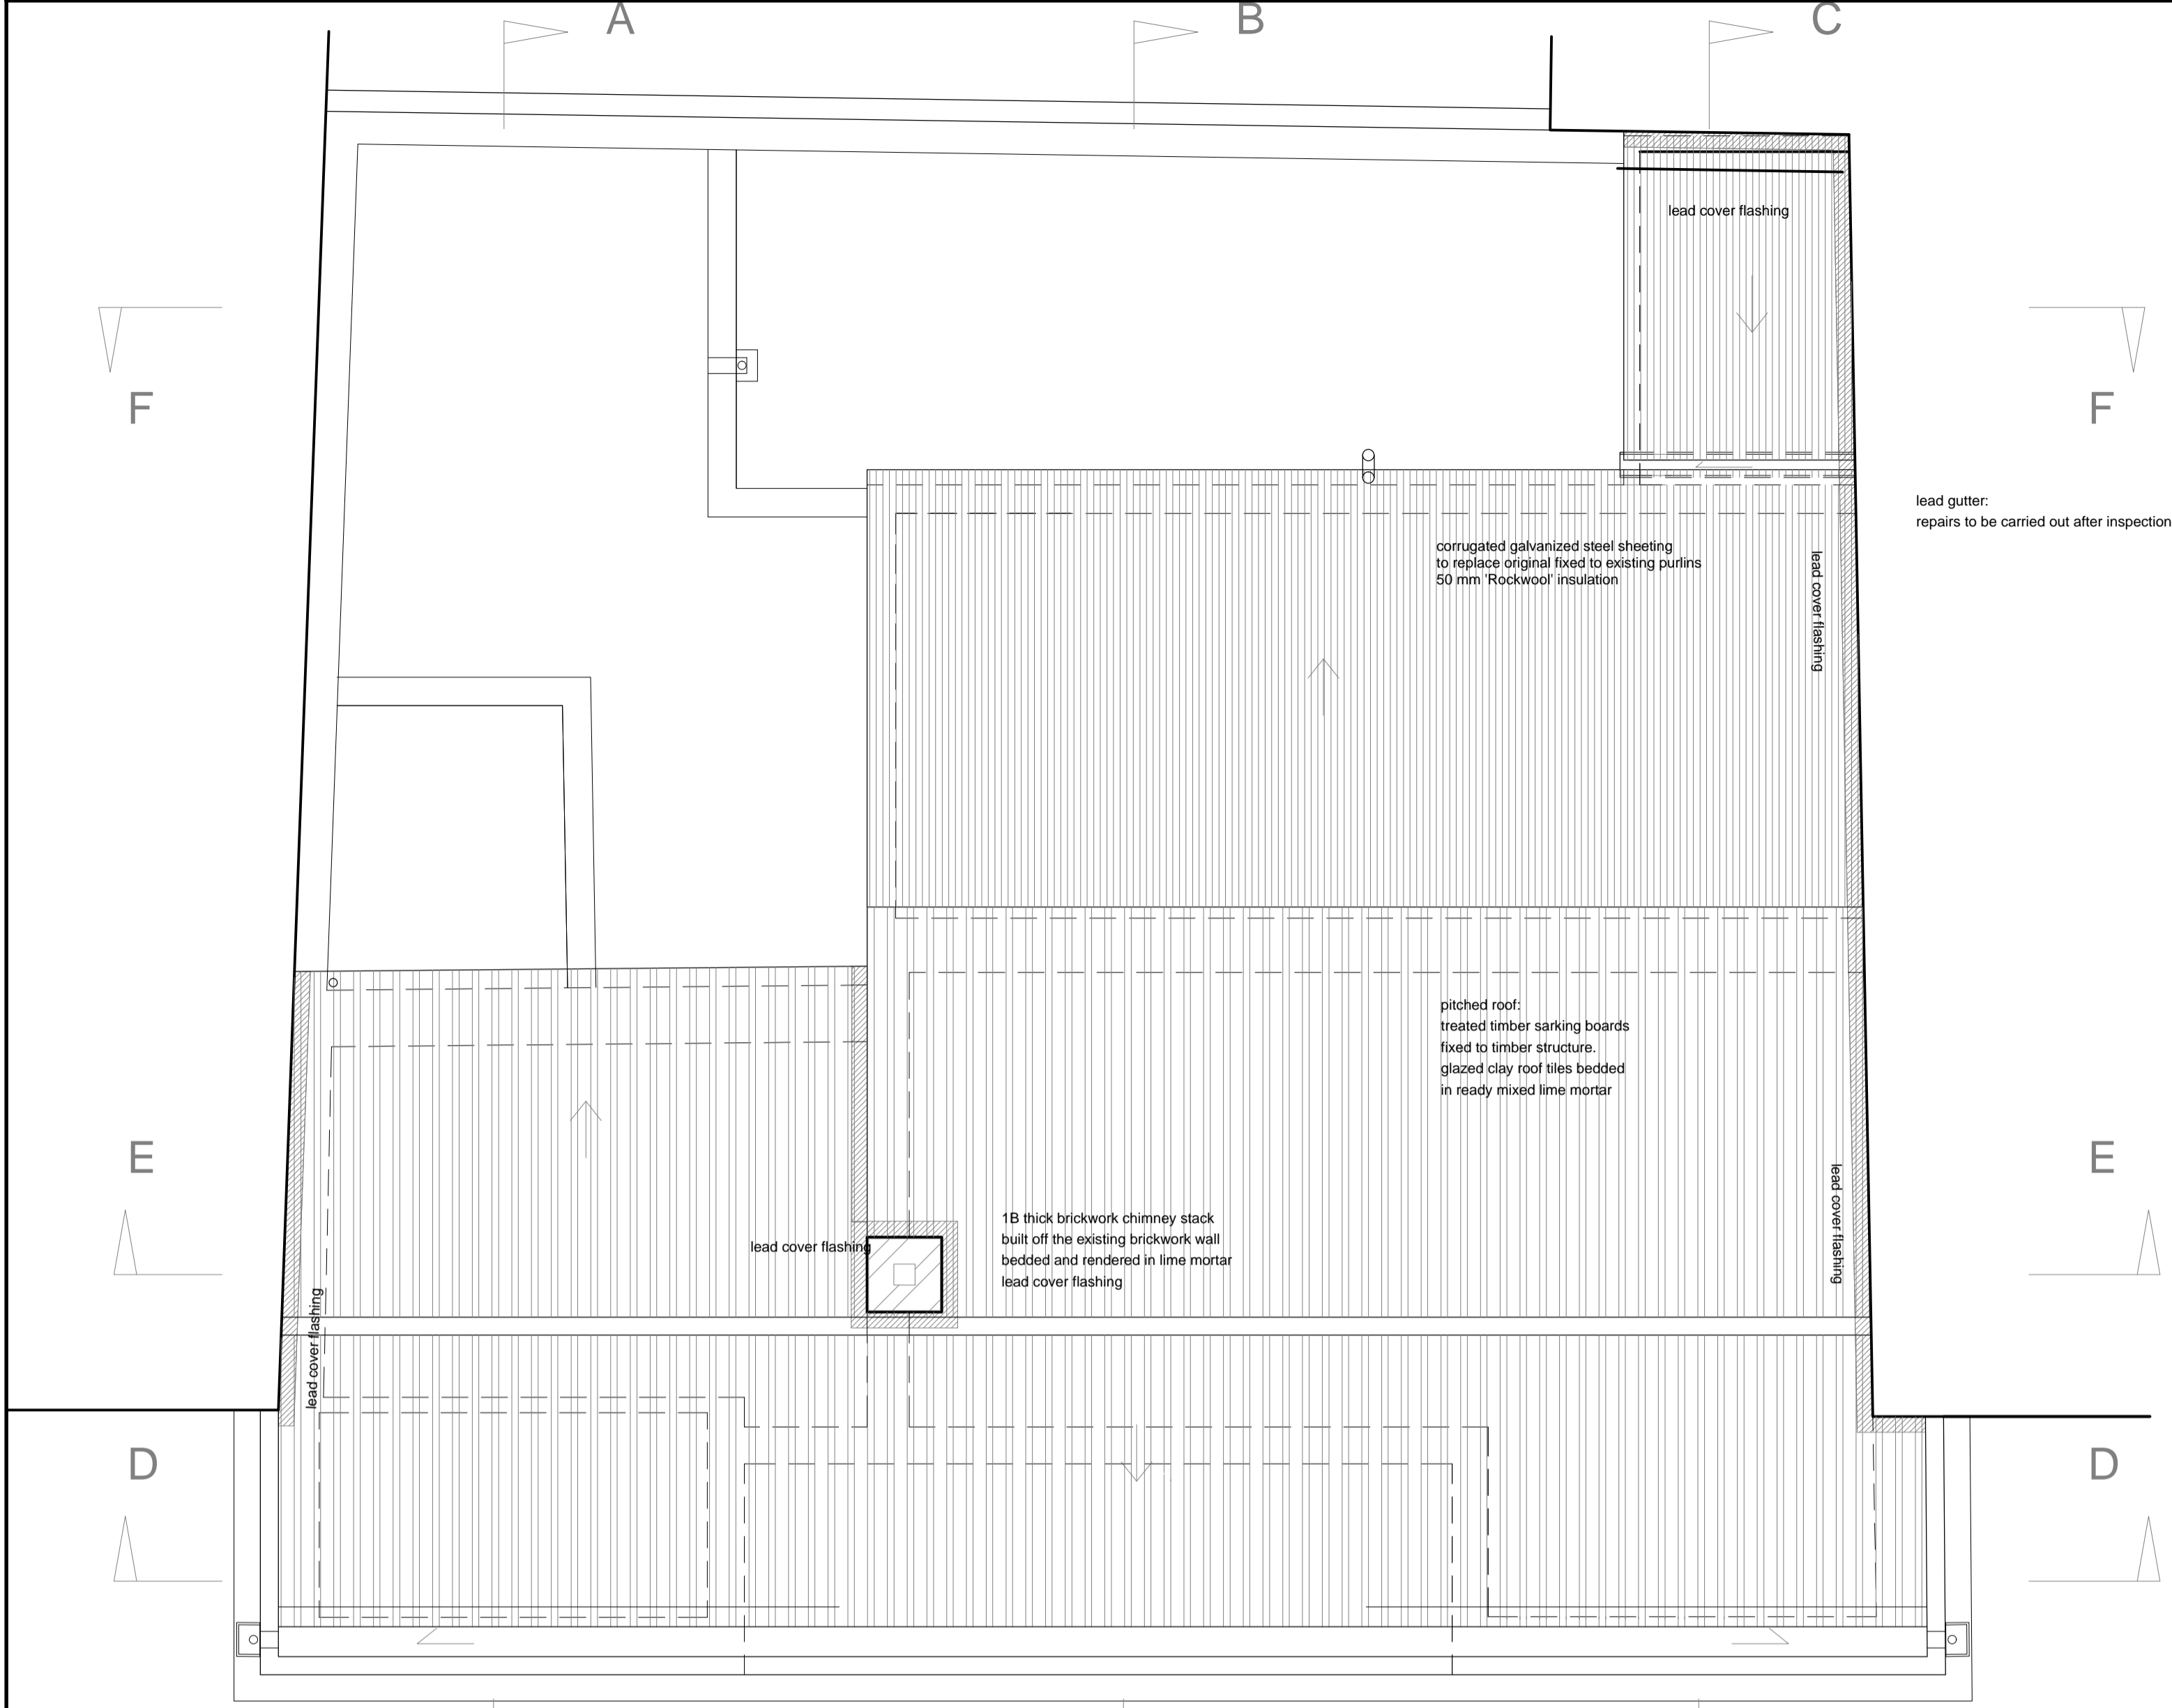 A
B
C
lead cover flashing
F
F
lead gutter:
repairs to be carried out after inspection
corrugated galvanized steel sheeting
to replace original fixed to existing purlins
50 mm 'Rockwool' insulation
lead cover flashing
pitched roof:
treated timber sarking boards
fixed to timber structure.
glazed clay roof tiles bedded
in ready mixed lime mortar
E
E
lead cover flashing
1B thick brickwork chimney stack
built off the existing brickwork wall
bedded and rendered in lime mortar
lead cover flashing
lead cover flashing
lead cover flashing
D
D